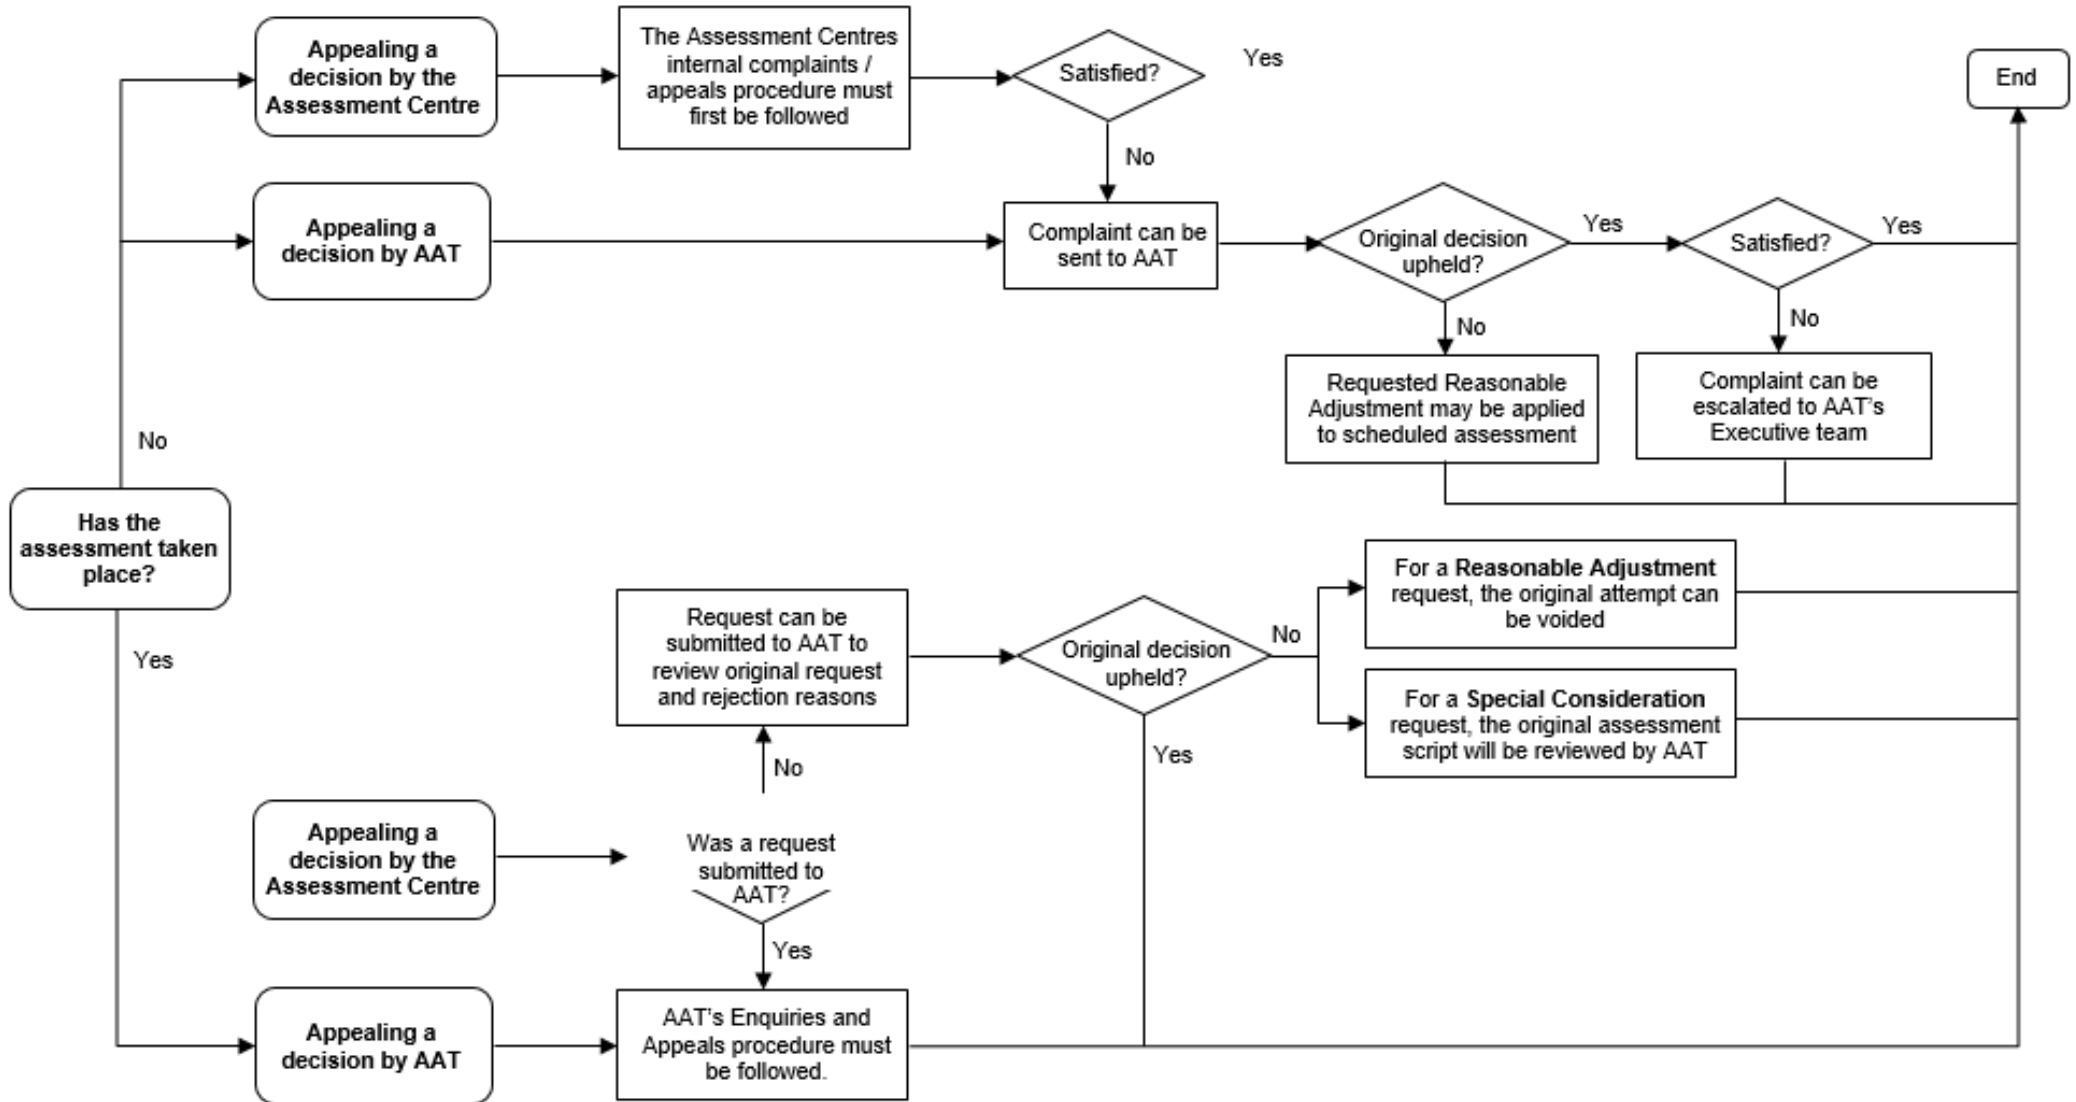 Appealing a
decision by the
Assessment Centre
The Assessment Centres
internal complaints /
appeals procedure must
first be followed
Satisfied?
Yes
End
No
Appealing a
decision by AAT
Complaint can be
sent to AAT
Original decision
upheld?
Yes
Satisfied?
Yes
No
No
Requested Reasonable
Adjustment may be applied
to scheduled assessment
Complaint can be
escalated to AAT's
Executive team
No
Has the
assessment taken
place?
Yes
Request can be
submitted to AAT to
review original request
and rejection reasons
Original decision
upheld?
No
For a Reasonable Adjustment
request, the original attempt can
be voided
For a Special Consideration
request, the original assessment
script will be reviewed by AAT
Yes
No
Appealing a
decision by the
Assessment Centre
Was a request
submitted to
AAT?
Yes
Appealing a
decision by AAT
AAT's Enquiries and
Appeals procedure must
be followed.